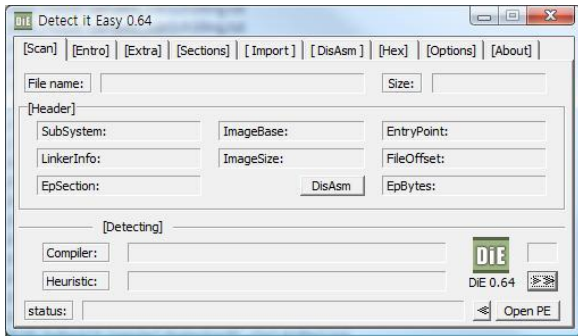 DiE Detect it Easy 0.64
[Scan] [Entro] [Extra] [Sections] [ Import ] [ DisAsm ] [Hex] [Options] [About]
File name: Size:
[Header]
SubSystem: ImageBase: EntryPoint:
LinkerInfo: ImageSize: FileOffset:
EpSection: DisAsm EpBytes:
[Detecting]
Compiler: DiE
Heuristic: DiE 0.64 >>
status: << Open PE